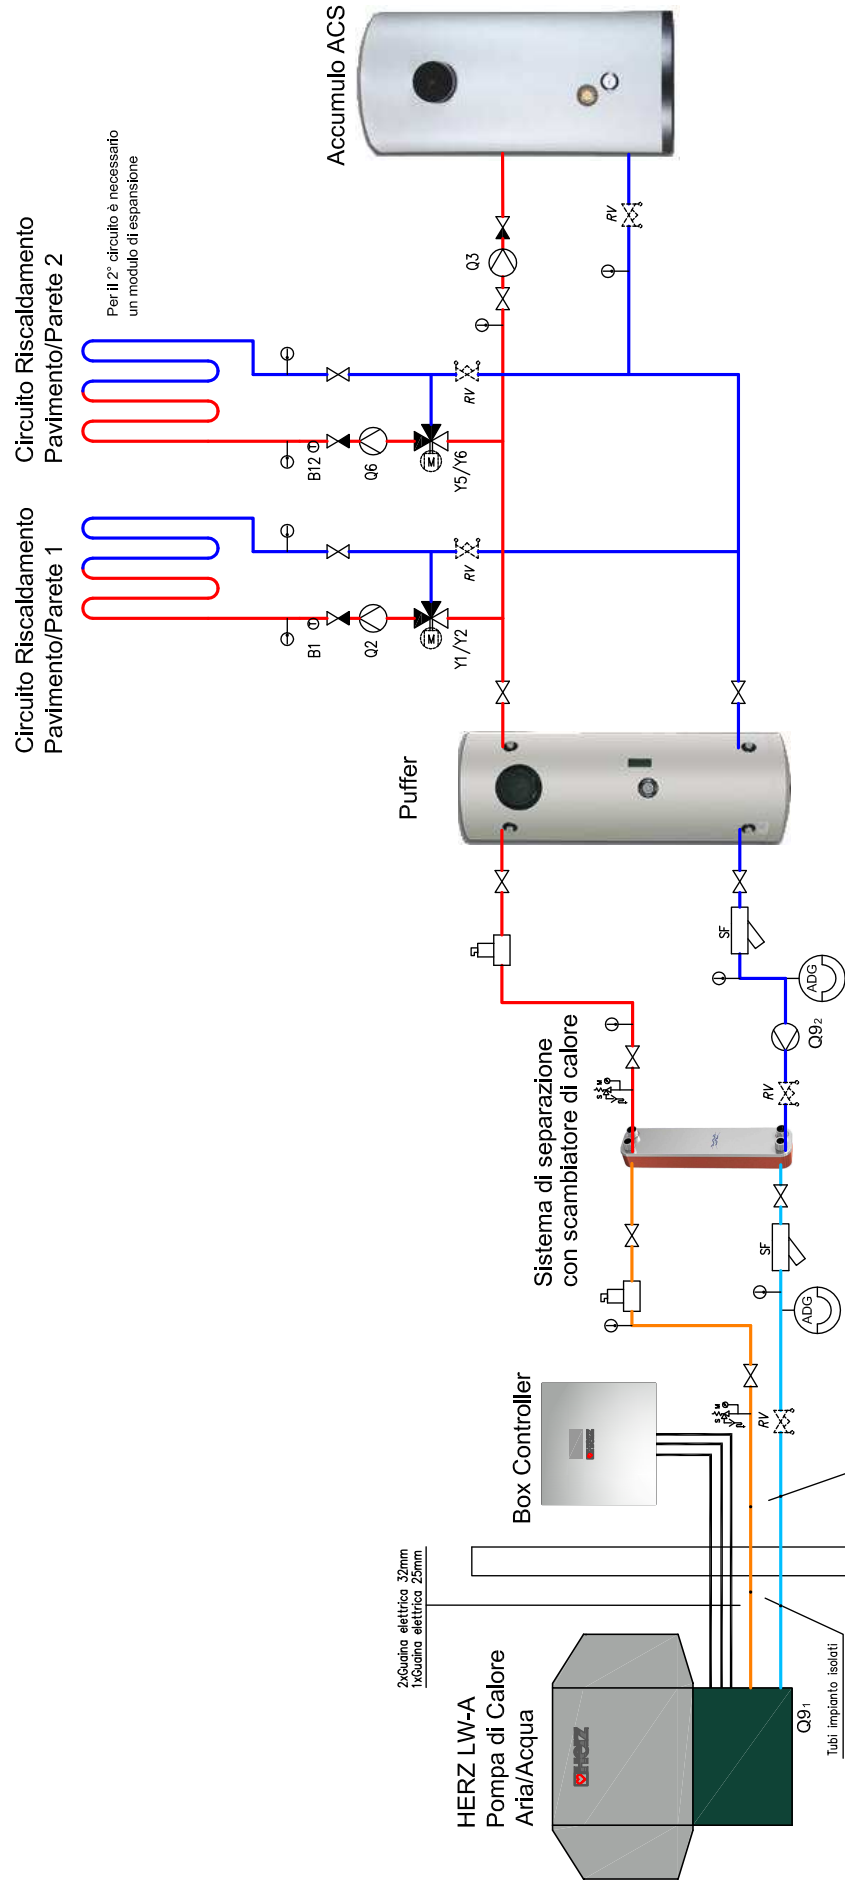 HERZ LW-A
Pompa di Calore
Aria/Acqua
HERZ
Q9₁
Tubi impianto isolati
2xGuaina elettrica 32mm
1xGuaina elettrica 25mm
Box Controller
HERZ
S
M
RV
ADG
SF
Sistema di separazione
con scambiatore di calore
S
M
RV
Q9₂
ADG
SF
Puffer
Circuito Riscaldamento
Pavimento/Parete 1
B1
Q2
M
Y1/Y2
RV
Circuito Riscaldamento
Pavimento/Parete 2
Per il 2° circuito è necessario
un modulo di espansione
B12
Q6
M
Y5/Y6
RV
Q3
RV
Accumulo ACS